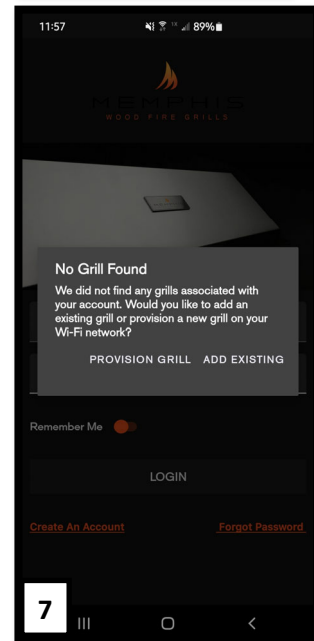 11:57 1X 89%
MEMPHIS
WOOD FIRE GRILLS
No Grill Found
We did not find any grills associated with
your account. Would you like to add an
existing grill or provision a new grill on your
Wi-Fi network?
PROVISION GRILL ADD EXISTING
Remember Me
LOGIN
Create An Account Forgot Password
7